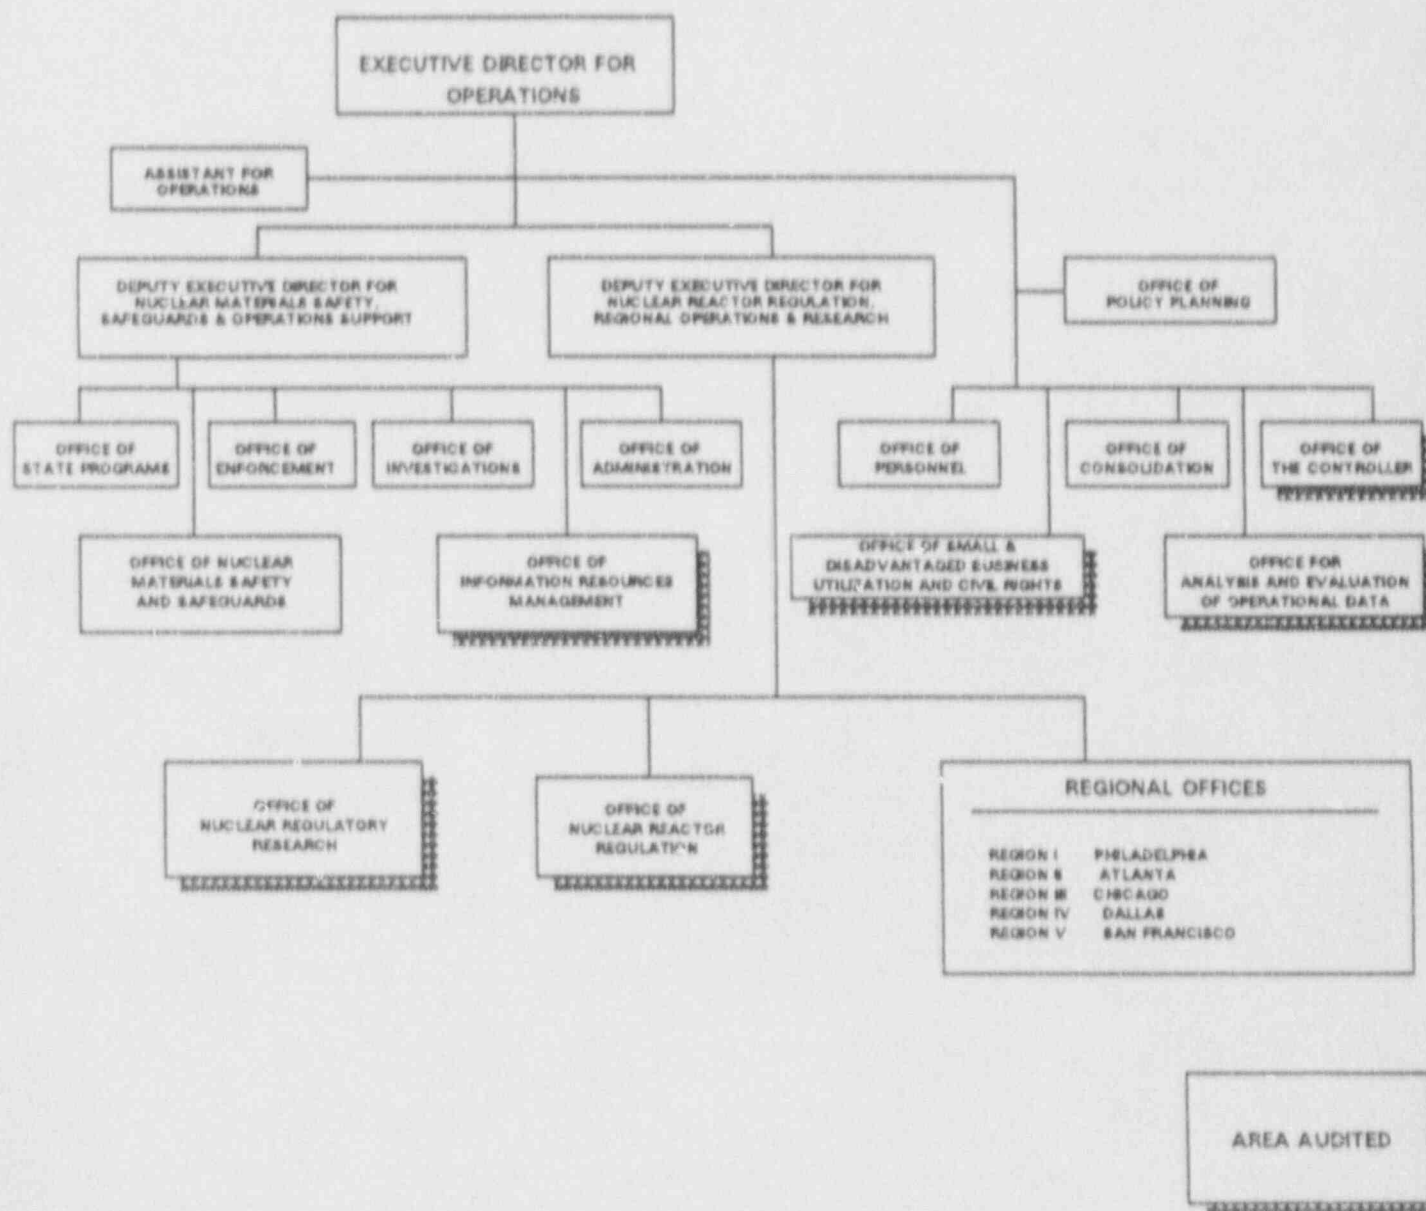 EXECUTIVE DIRECTOR FOR
OPERATIONS
ASSISTANT FOR
OPERATIONS
DEPUTY EXECUTIVE DIRECTOR FOR
NUCLEAR MATERIALS SAFETY,
SAFEGUARDS & OPERATIONS SUPPORT
DEPUTY EXECUTIVE DIRECTOR FOR
NUCLEAR REACTOR REGULATION,
REGIONAL OPERATIONS & RESEARCH
OFFICE OF
POLICY PLANNING
OFFICE OF
STATE PROGRAMS
OFFICE OF
ENFORCEMENT
OFFICE OF
INVESTIGATIONS
OFFICE OF
ADMINISTRATION
OFFICE OF
PERSONNEL
OFFICE OF
CONSOLIDATION
OFFICE OF
THE CONTROLLER
OFFICE OF NUCLEAR
MATERIALS SAFETY
AND SAFEGUARDS
OFFICE OF
INFORMATION RESOURCES
MANAGEMENT
OFFICE OF SMALL &
DISADVANTAGED BUSINESS
UTILIZATION AND CIVIL RIGHTS
OFFICE FOR
ANALYSIS AND EVALUATION
OF OPERATIONAL DATA
OFFICE OF
NUCLEAR REGULATORY
RESEARCH
OFFICE OF
NUCLEAR REACTOR
REGULATION
REGIONAL OFFICES
REGION I PHILADELPHIA
REGION II ATLANTA
REGION III CHICAGO
REGION IV DALLAS
REGION V SAN FRANCISCO
AREA AUDITED